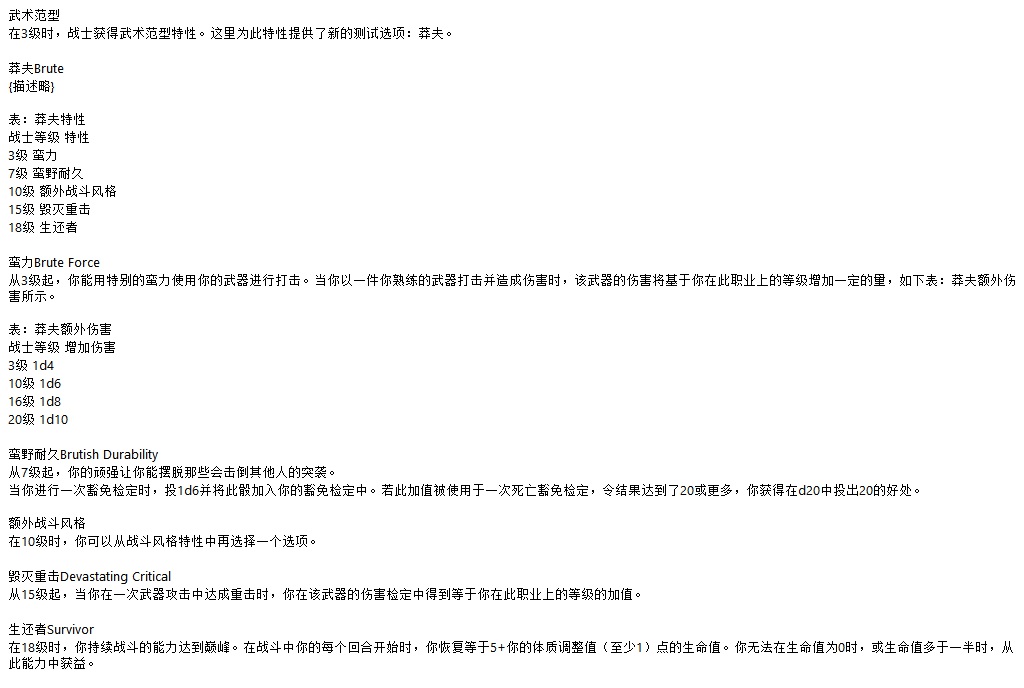 武术范型
在3级时，战士获得武术范型特性。这里为此特性提供了新的测试选项：莽夫。
莽夫Brute
{描述略}
表：莽夫特性
战士等级 特性
3级 蛮力
7级 蛮野耐久
10级 额外战斗风格
15级 毁灭重击
18级 生还者
蛮力Brute Force
从3级起，你能用特别的蛮力使用你的武器进行打击。当你以一件你熟练的武器打击并造成伤害时，该武器的伤害将基于你在此职业上的等级增加一定的量，如下表：莽夫额外伤
害所示。
表：莽夫额外伤害
战士等级 增加伤害
3级 1d4
10级 1d6
16级 1d8
20级 1d10
蛮野耐久Brutish Durability
从7级起，你的顽强让你能摆脱那些会击倒其他人的突袭。
当你进行一次豁免检定时，投1d6并将此骰加入你的豁免检定中。若此加值被使用于一次死亡豁免检定，令结果达到了20或更多，你获得在d20中投出20的好处。
额外战斗风格
在10级时，你可以从战斗风格特性中再选择一个选项。
毁灭重击Devastating Critical
从15级起，当你在一次武器攻击中达成重击时，你在该武器的伤害检定中得到等于你在此职业上的等级的加值。
生还者Survivor
在18级时，你持续战斗的能力达到巅峰。在战斗中你的每个回合开始时，你恢复等于5+你的体质调整值（至少1）点的生命值。你无法在生命值为0时，或生命值多于一半时，从
此能力中获益。